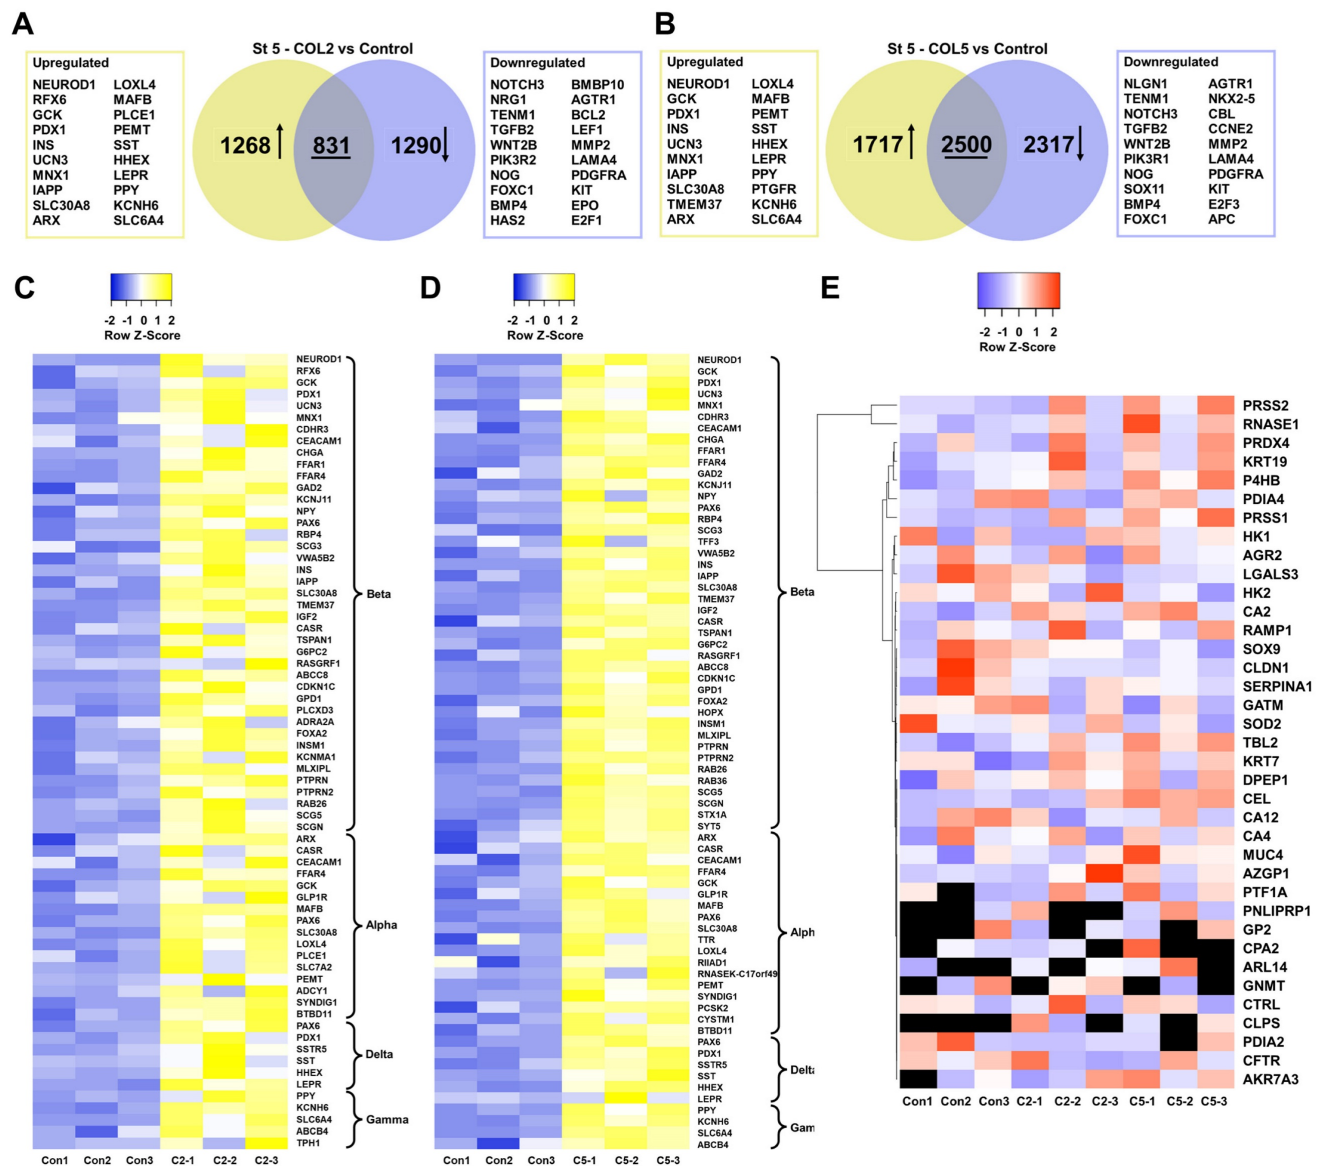 A
St 5 - COL2 vs Control
Upregulated
NEUROD1 LOXL4
RFX6 MAFB
GCK PLCE1
PDX1 PEMT
INS SST
UCN3 HHEX
MNX1 LEPR
IAPP PPY
SLC30A8 KCNH6
ARX SLC6A4
1268 831 1290
Downregulated
NOTCH3 BMBP10
NRG1 AGTR1
TENM1 BCL2
TGFB2 LEF1
WNT2B MMP2
PIK3R2 LAMA4
NOG PDGFRA
FOXC1 KIT
BMP4 EPO
HAS2 E2F1
B
St 5 - COL5 vs Control
Upregulated
NEUROD1 LOXL4
GCK MAFB
PDX1 PEMT
INS SST
UCN3 HHEX
MNX1 LEPR
IAPP PPY
SLC30A8 PTGFR
TMEM37 KCNH6
ARX SLC6A4
1717 2500 2317
Downregulated
NLGN1 AGTR1
TENM1 NKX2-5
NOTCH3 CBL
TGFB2 CCNE2
WNT2B MMP2
PIK3R1 LAMA4
NOG PDGFRA
SOX11 KIT
BMP4 E2F3
FOXC1 APC
C
-2 -1 0 1 2
Row Z-Score
NEUROD1
RFX6
GCK
PDX1
UCN3
MNX1
CDHR3
CEACAM1
CHGA
FFAR1
FFAR4
GAD2
KCNJ11
NPY
PAX6
RBP4
SCG3
VWA5B2
INS
IAPP
SLC30A8
TMEM37
IGF2
CASR
TSPAN1
G6PC2
RASGRF1
ABCC8
CDKN1C
GPD1
PLCXD3
ADRA2A
FOXA2
INSM1
KCNMA1
MLXIPL
PTPRN
PTPRN2
RAB26
SCG5
SCGN
Beta
ARX
CASR
CEACAM1
FFAR4
GCK
GLP1R
MAFB
PAX6
SLC30A8
LOXL4
PLCE1
SLC7A2
PEMT
ADCY1
SYNDIG1
BTBD11
Alpha
PAX6
PDX1
SSTR5
SST
HHEX
LEPR
Delta
PPY
KCNH6
SLC6A4
ABCB4
TPH1
Gamma
Con1 Con2 Con3 C2-1 C2-2 C2-3
D
-2 -1 0 1 2
Row Z-Score
NEUROD1
GCK
PDX1
UCN3
MNX1
CDHR3
CEACAM1
CHGA
FFAR1
FFAR4
GAD2
KCNJ11
NPY
PAX6
RBP4
SCG3
TFF3
VWA5B2
INS
IAPP
SLC30A8
TMEM37
IGF2
CASR
TSPAN1
G6PC2
RASGRF1
ABCC8
CDKN1C
GPD1
FOXA2
HOPX
INSM1
MLXIPL
PTPRN
PTPRN2
RAB26
RAB36
SCG5
SCGN
STX1A
SYT5
Beta
ARX
CASR
CEACAM1
FFAR4
GCK
GLP1R
MAFB
PAX6
SLC30A8
TTR
LOXL4
RIIAD1
RNASEK-C17orf49
PEMT
SYNDIG1
PCSK2
CYSTM1
BTBD11
Alph
PAX6
PDX1
SSTR5
SST
HHEX
LEPR
Delta
PPY
KCNH6
SLC6A4
ABCB4
Gam
Con1 Con2 Con3 C5-1 C5-2 C5-3
E
-2 -1 0 1 2
Row Z-Score
PRSS2
RNASE1
PRDX4
KRT19
P4HB
PDIA4
PRSS1
HK1
AGR2
LGALS3
HK2
CA2
RAMP1
SOX9
CLDN1
SERPINA1
GATM
SOD2
TBL2
KRT7
DPEP1
CEL
CA12
CA4
MUC4
AZGP1
PTF1A
PNLIPRP1
GP2
CPA2
ARL14
GNMT
CTRL
CLPS
PDIA2
CFTR
AKR7A3
Con1 Con2 Con3 C2-1 C2-2 C2-3 C5-1 C5-2 C5-3